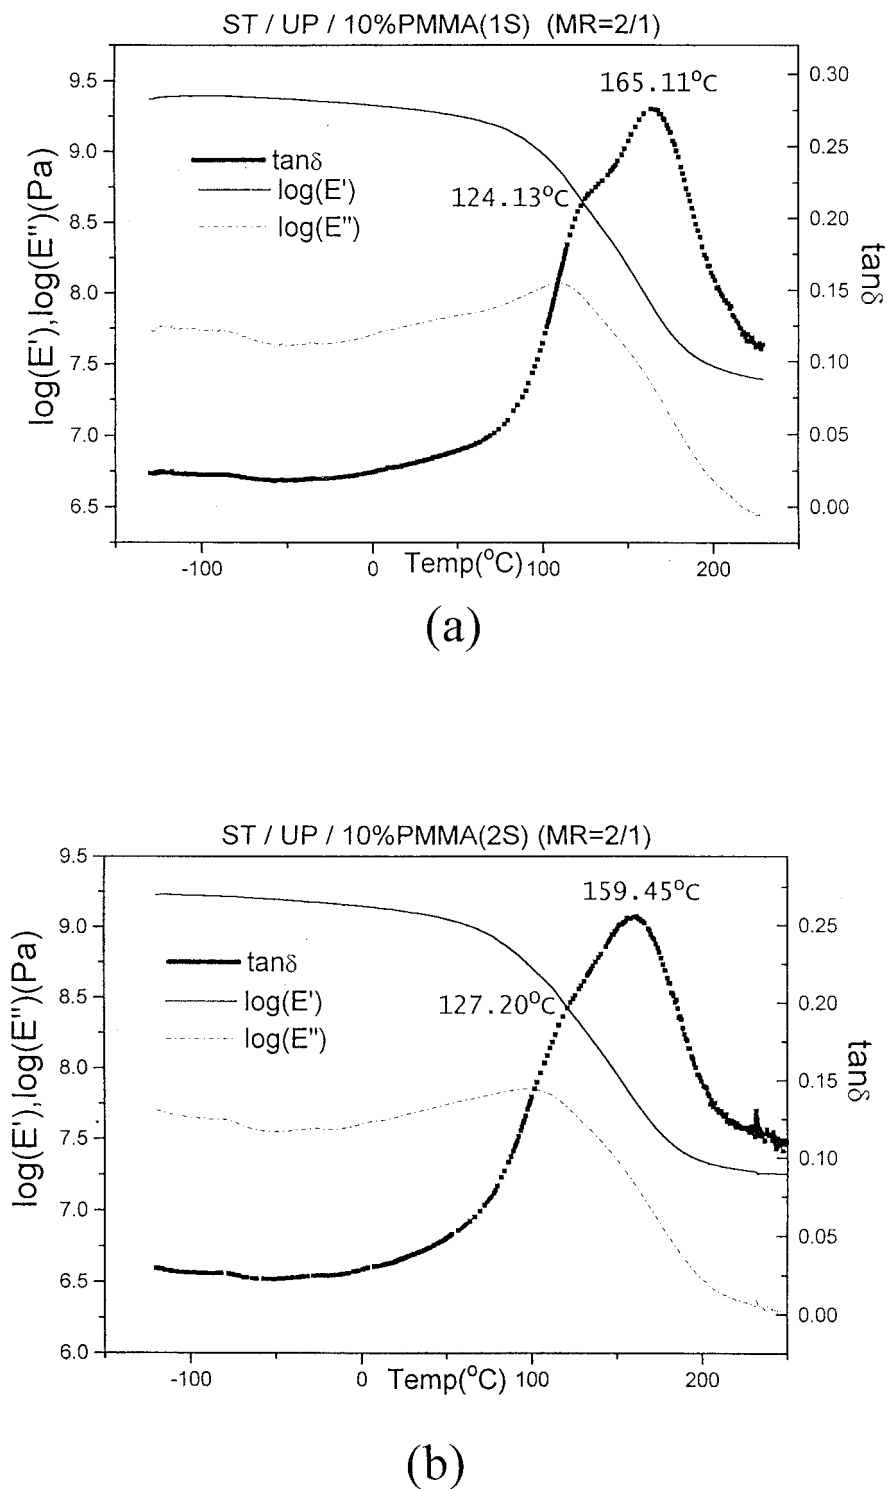 ST / UP / 10%PMMA(1S) (MR=2/1)
165.11°C
124.13°C
tanδ
log(E')
log(E")
log(E'),log(E")(Pa)
9.5
9.0
8.5
8.0
7.5
7.0
6.5
0.30
0.25
0.20
0.15
0.10
0.05
0.00
tanδ
-100
0
100
200
Temp(°C)
(a)
ST / UP / 10%PMMA(2S) (MR=2/1)
159.45°C
127.20°C
tanδ
log(E')
log(E")
log(E'),log(E")(Pa)
9.5
9.0
8.5
8.0
7.5
7.0
6.5
6.0
0.25
0.20
0.15
0.10
0.05
0.00
tanδ
-100
0
100
200
Temp(°C)
(b)